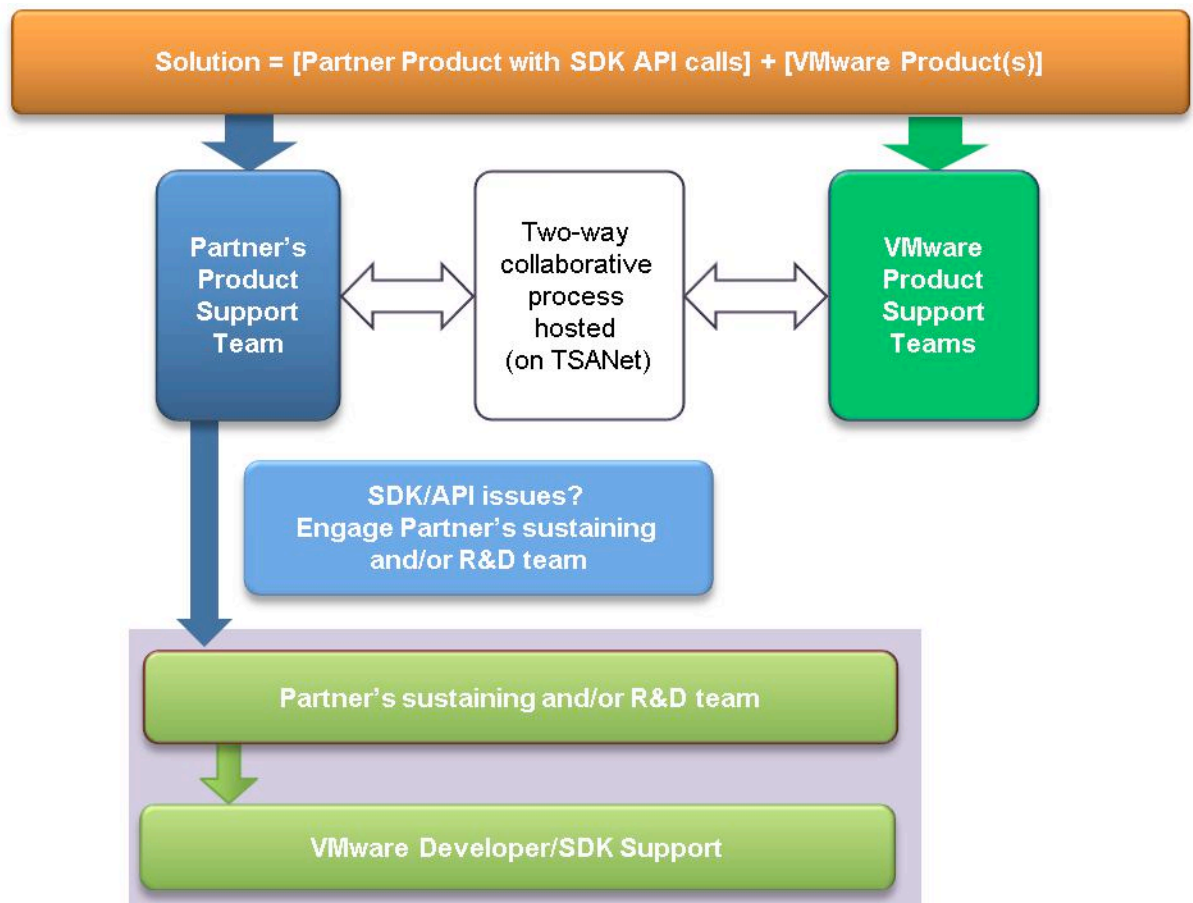 Solution = [Partner Product with SDK API calls] + [VMware Product(s)]
Partner’s
Product
Support
Team
Two-way
collaborative
process
hosted
(on TSANet)
VMware
Product
Support
Teams
SDK/API issues?
Engage Partner’s sustaining
and/or R&D team
Partner’s sustaining and/or R&D team
VMware Developer/SDK Support